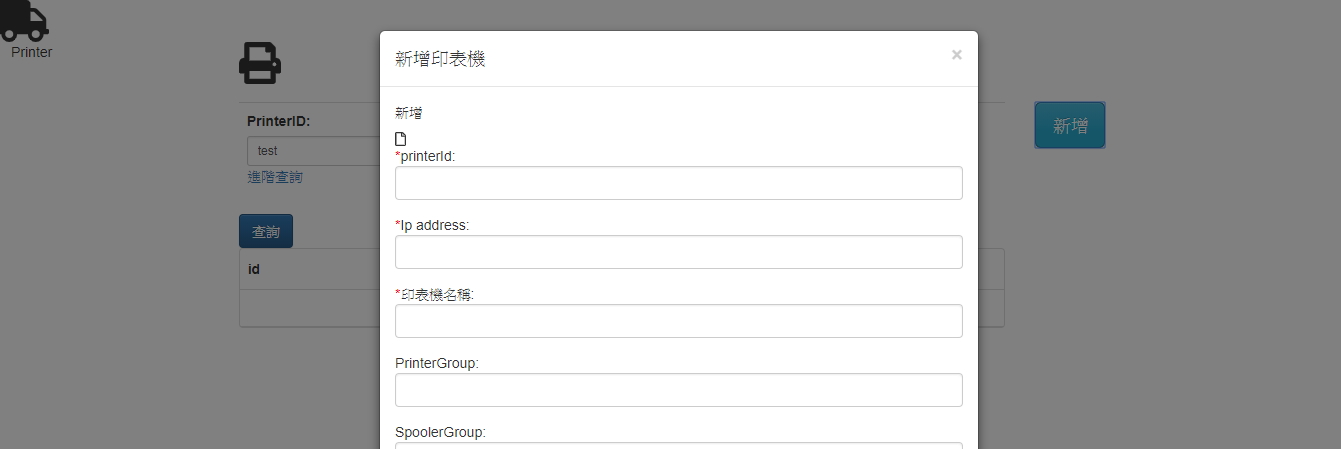 Printer
PrinterID:
test
進階查詢
查詢
id
新增
新增印表機
×
新增
*printerId:
*Ip address:
*印表機名稱:
PrinterGroup:
SpoolerGroup: